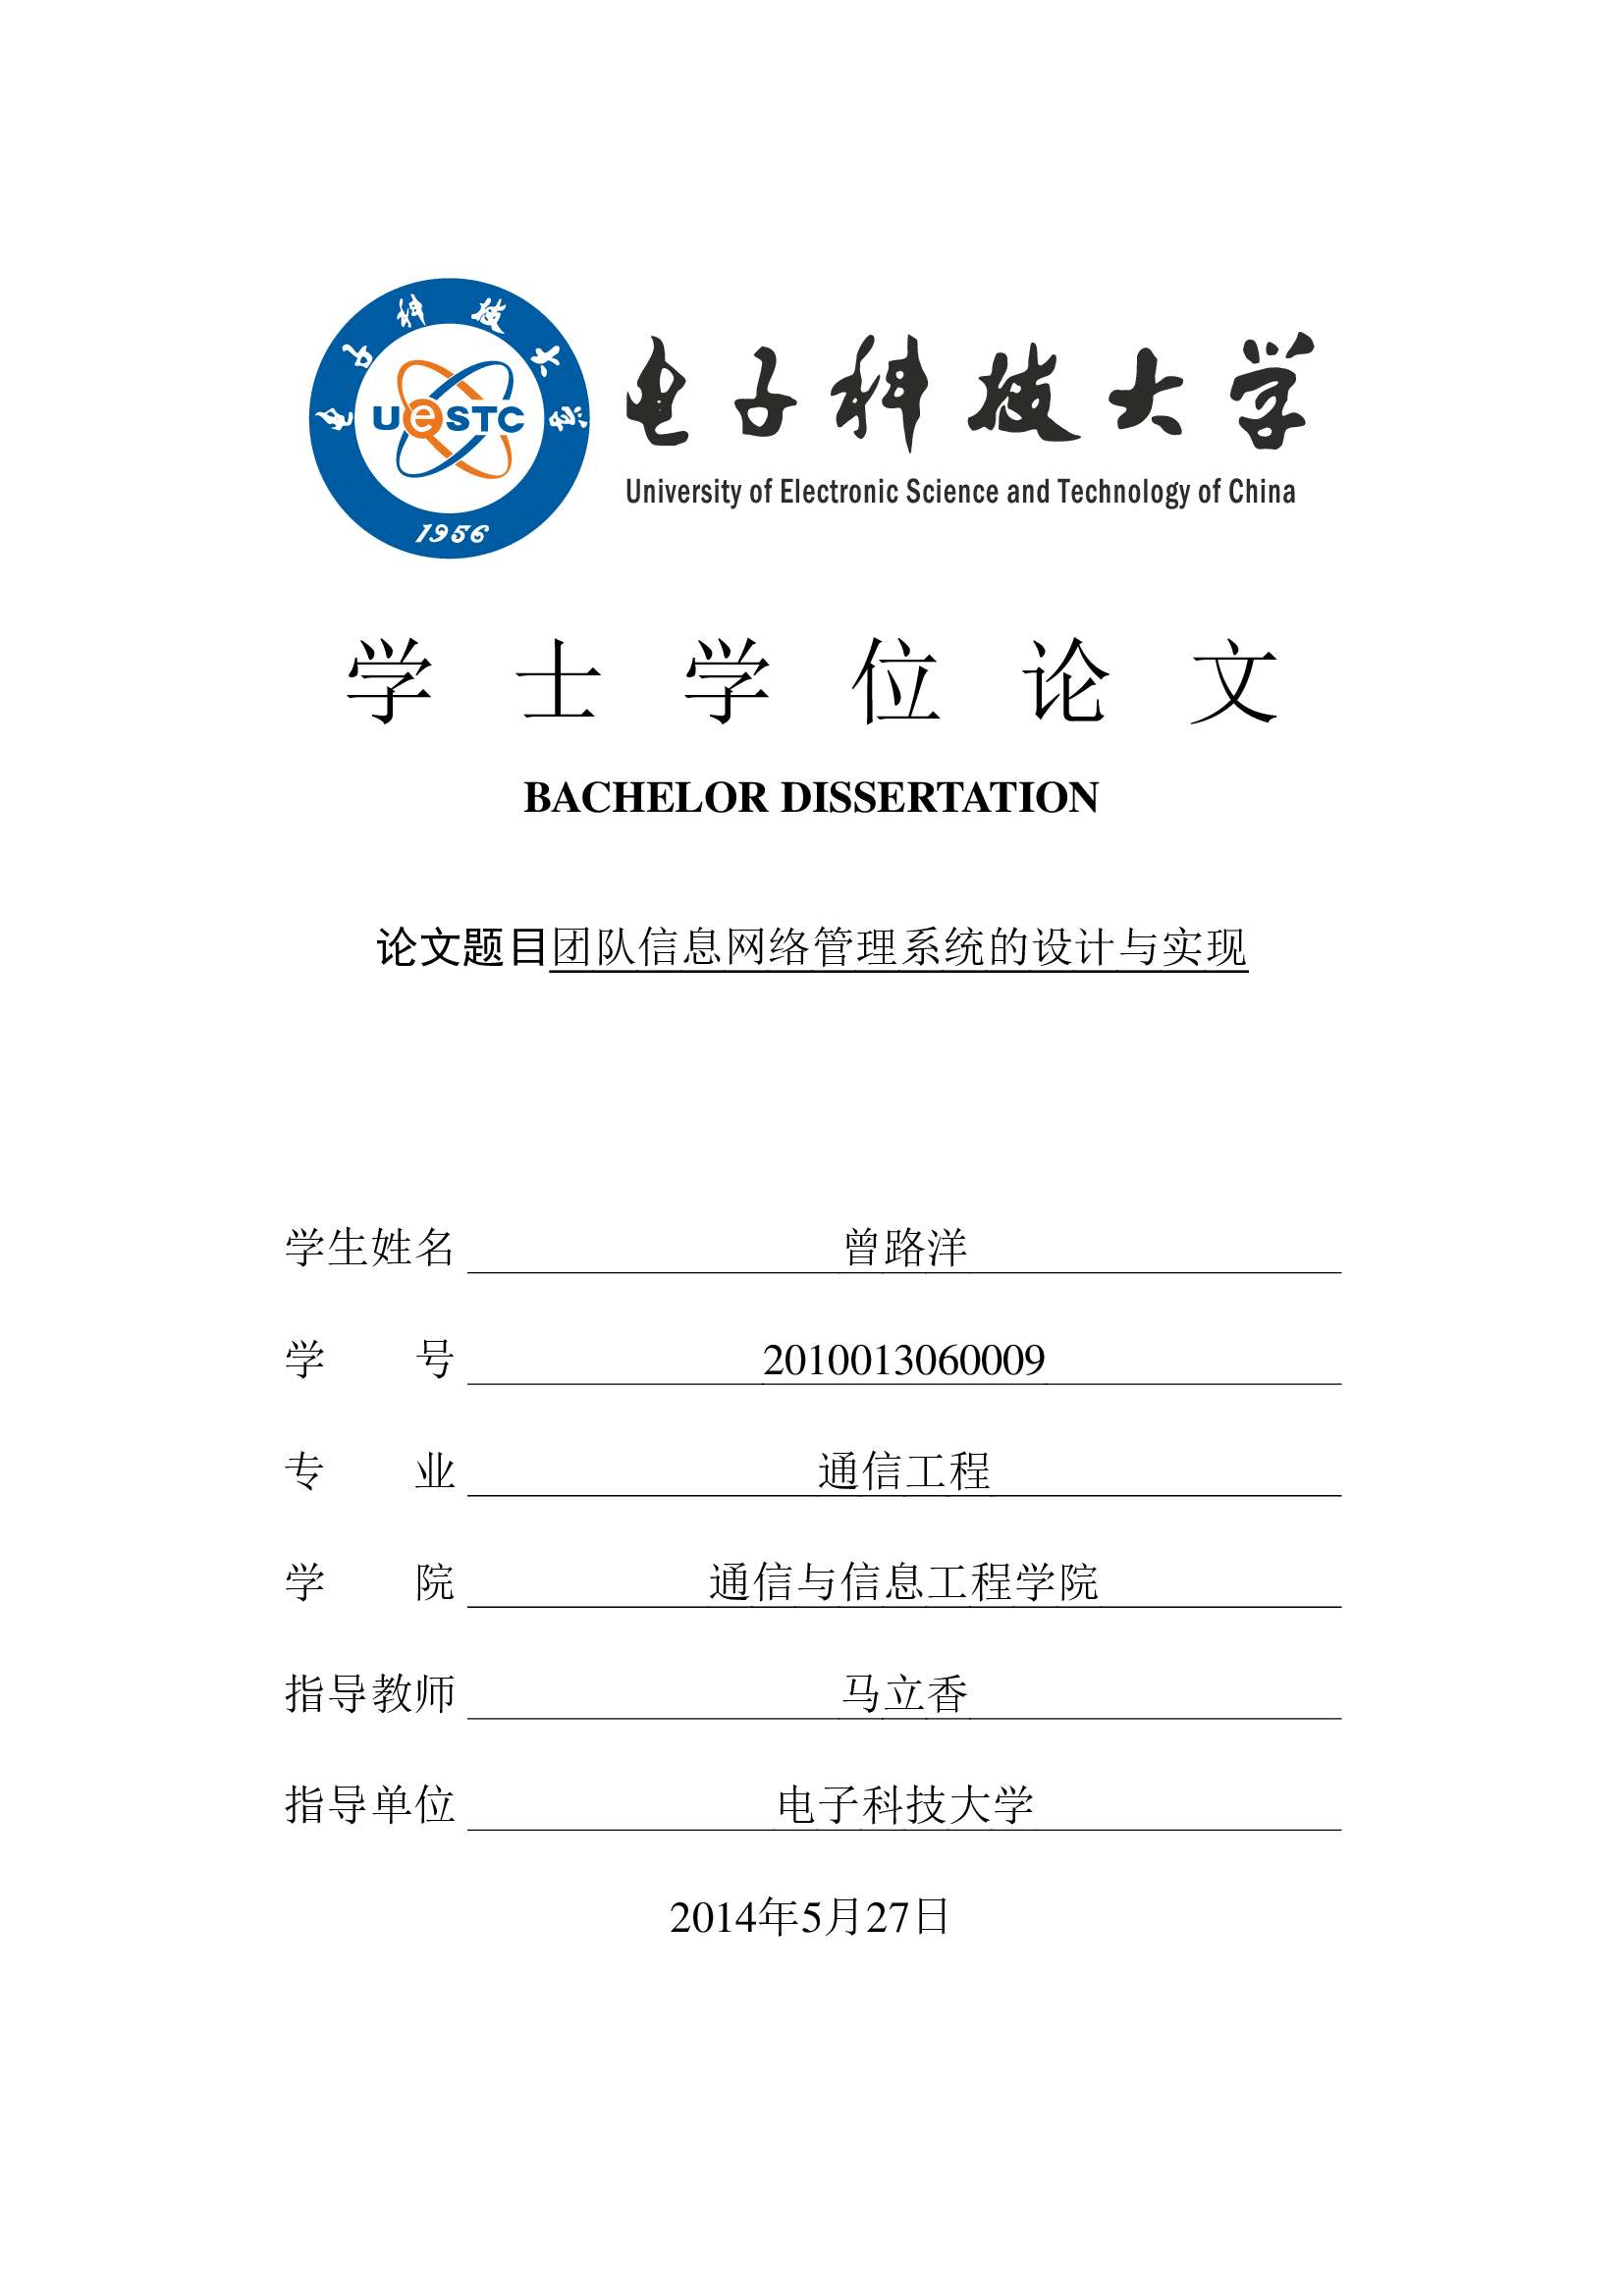 电子科技大学
UeSTC
1956
电子科技大学
University of Electronic Science and Technology of China
学士学位论文
BACHELOR DISSERTATION
论文题目团队信息网络管理系统的设计与实现
学生姓名 曾路洋
学 号 2010013060009
专 业 通信工程
学 院 通信与信息工程学院
指导教师 马立香
指导单位 电子科技大学
2014年5月27日